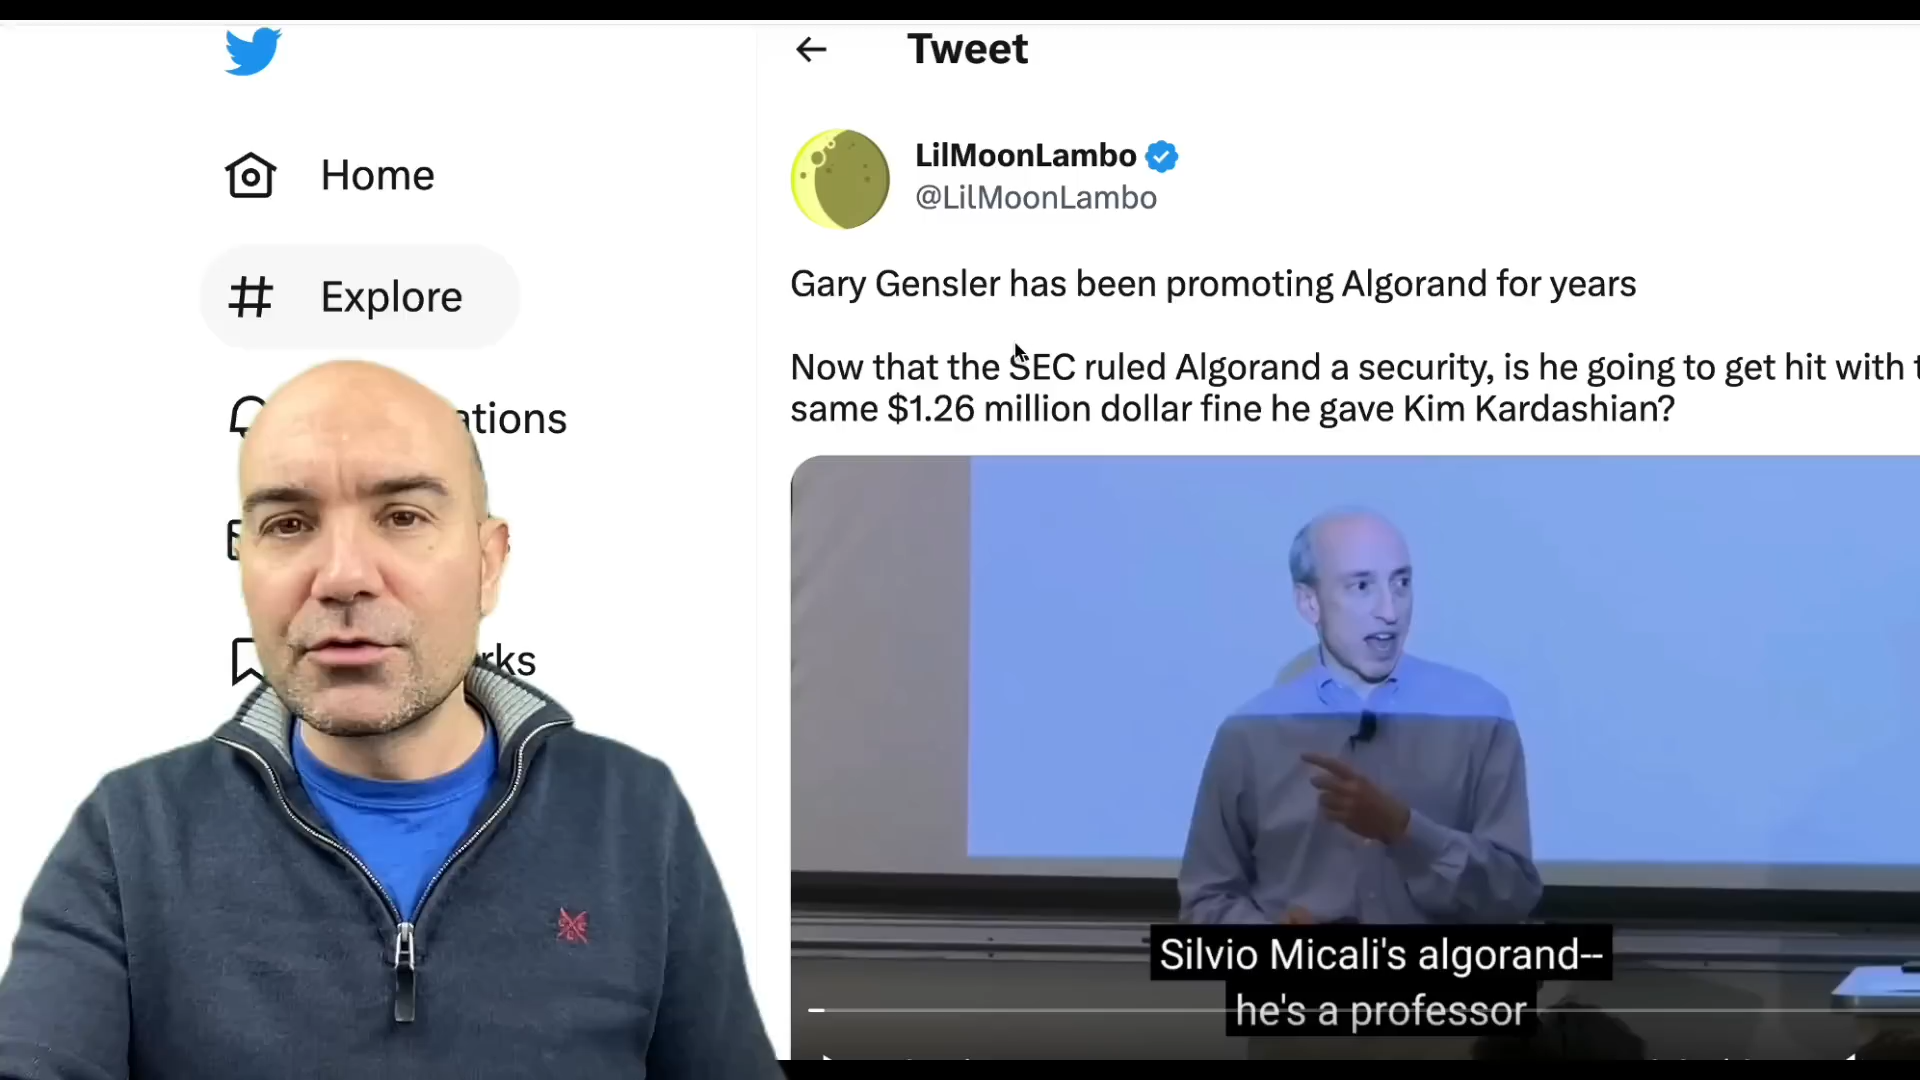 Tweet
Home
Explore
LilMoonLambo
@LilMoonLambo
Gary Gensler has been promoting Algorand for years
Now that the SEC ruled Algorand a security, is he going to get hit with
same $1.26 million dollar fine he gave Kim Kardashian?
Silvio Micali's algorand--
he's a professor